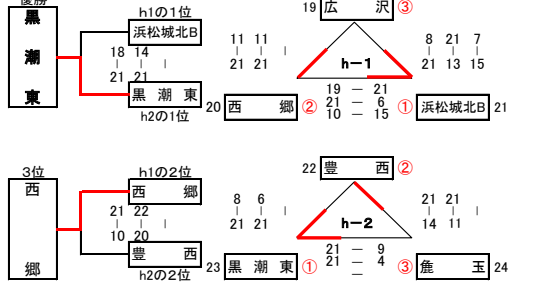 優勝
黒潮東
h1の1位
浜松城北B
18 14
| |
21 21
黒潮東
h2の1位
19 広沢 ③
11 11
| | |
21 21
h－1
8 21 7
| | |
21 13 15
19 — 21
21 — 6
10 — 15
20 西郷 ②
① 浜松城北B 21
3位
西郷
h1の2位
西郷
21 22
| |
10 20
豊西
h2の2位
22 豊西 ②
8 6
| | |
21 21
h－2
21 21
| | |
14 11
21 — 9
21 — 4
—
23 黒潮東 ①
③ 麁玉 24